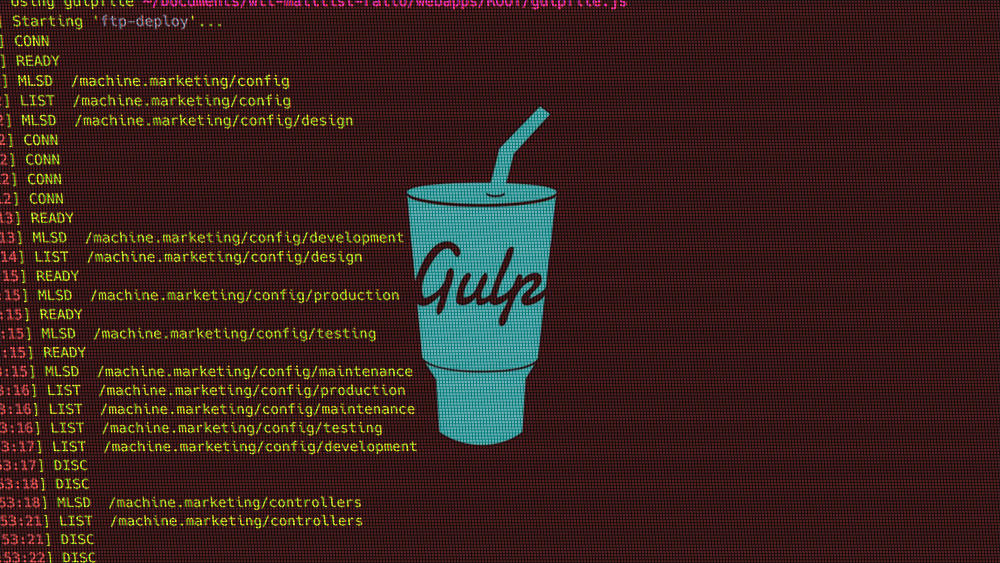 Using gulpfile ~/Documents/wtt-mailtist-ratio/webapps/ROOT/gulpfile.js
] Starting 'ftp-deploy'...
] CONN
] READY
] MLSD /machine.marketing/config
2] LIST /machine.marketing/config
2] MLSD /machine.marketing/config/design
2] CONN
2] CONN
12] CONN
12] CONN
13] READY
13] MLSD /machine.marketing/config/development
14] LIST /machine.marketing/config/design
15] READY
:15] MLSD /machine.marketing/config/production
:15] READY
:15] MLSD /machine.marketing/config/testing
:15] READY
3:15] MLSD /machine.marketing/config/maintenance
3:16] LIST /machine.marketing/config/production
3:16] LIST /machine.marketing/config/maintenance
3:16] LIST /machine.marketing/config/testing
3:17] LIST /machine.marketing/config/development
53:17] DISC
53:18] DISC
53:18] MLSD /machine.marketing/controllers
53:21] LIST /machine.marketing/controllers
:53:21] DISC
:53:22] DISC
Gulp